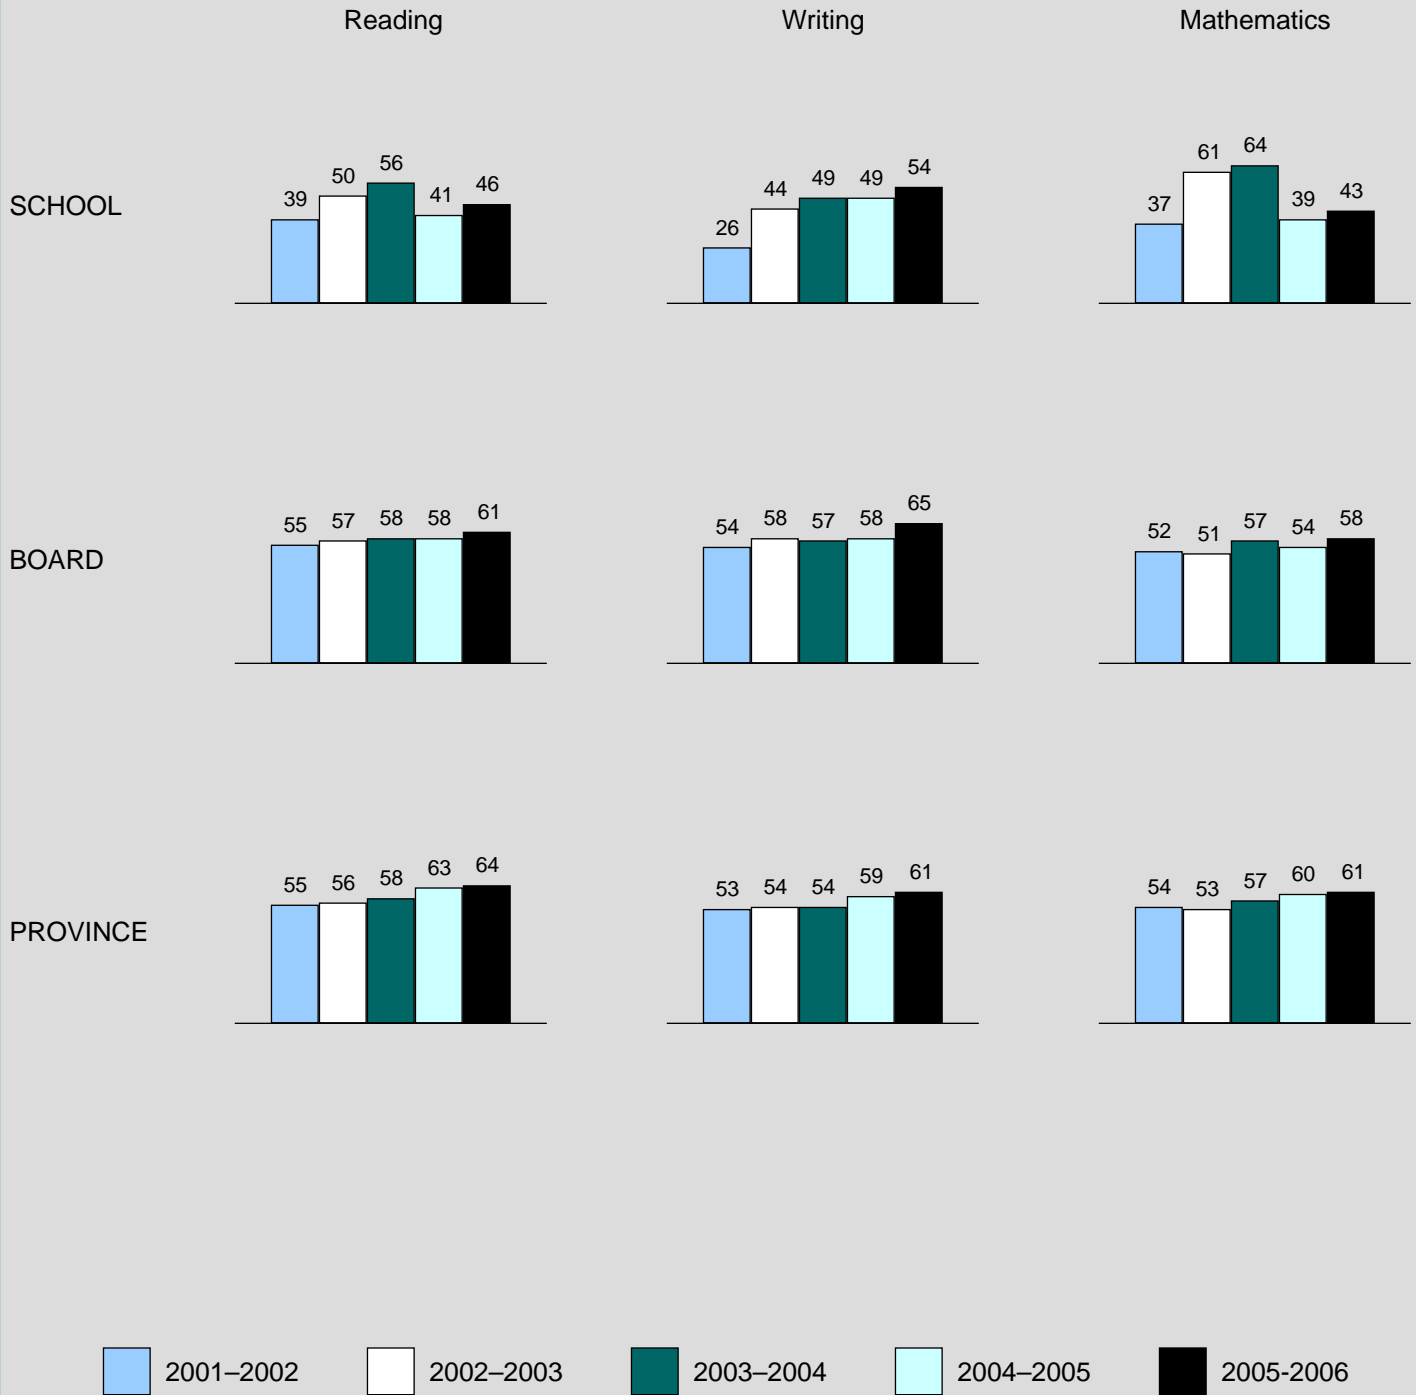 Reading Writing Mathematics
SCHOOL
39 50 56 41 46
26 44 49 49 54
37 61 64 39 43
BOARD
55 57 58 58 61
54 58 57 58 65
52 51 57 54 58
PROVINCE
55 56 58 63 64
53 54 54 59 61
54 53 57 60 61
2001–2002 2002–2003 2003–2004 2004–2005 2005-2006